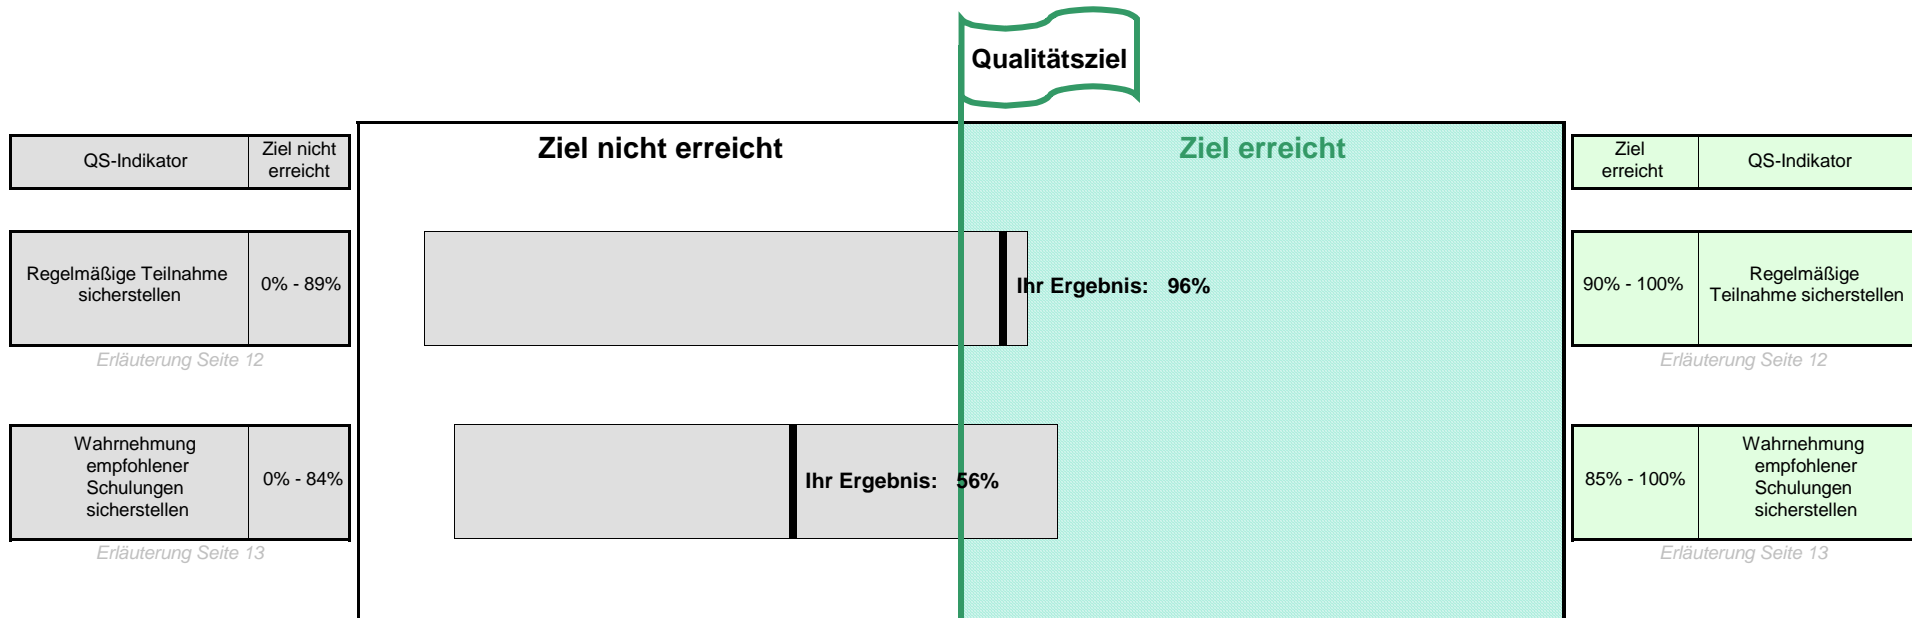 Qualitätsziel
Ziel nicht erreicht
Ziel erreicht
QS-Indikator
Ziel nicht
erreicht
Ziel
erreicht
QS-Indikator
Regelmäßige Teilnahme
sicherstellen
0% - 89%
Ihr Ergebnis: 96%
90% - 100%
Regelmäßige
Teilnahme sicherstellen
Erläuterung Seite 12
Erläuterung Seite 12
Wahrnehmung
empfohlener
Schulungen
sicherstellen
0% - 84%
Ihr Ergebnis: 56%
85% - 100%
Wahrnehmung
empfohlener
Schulungen
sicherstellen
Erläuterung Seite 13
Erläuterung Seite 13